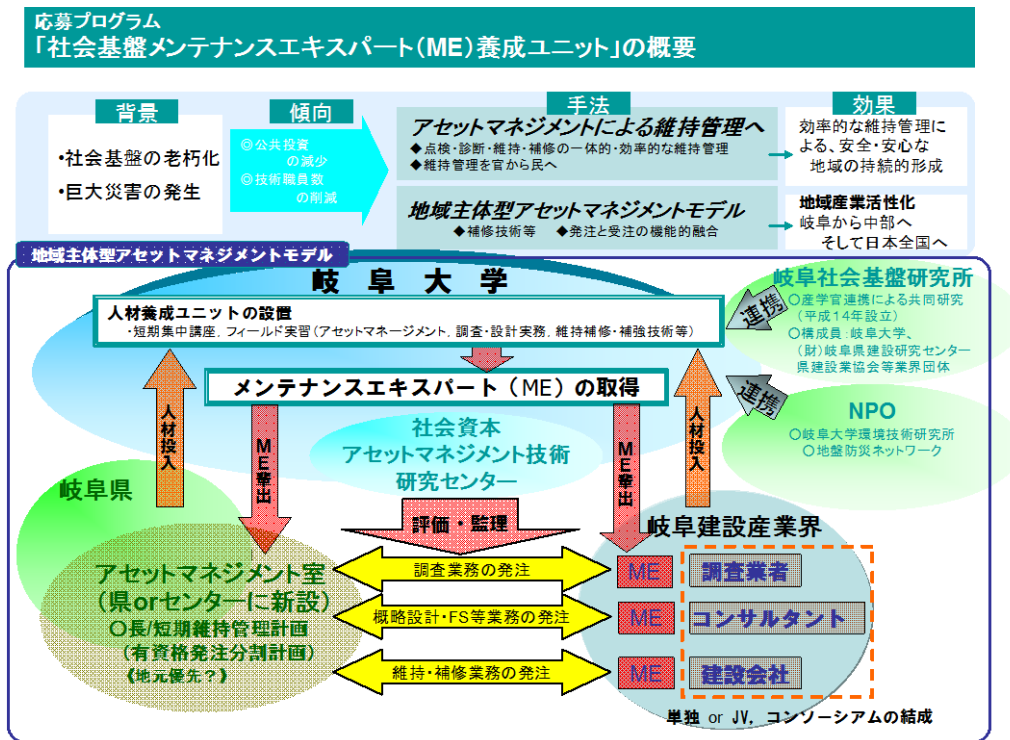 応募プログラム
「社会基盤メンテナンスエキスパート(ME)養成ユニット」の概要
背景
・社会基盤の老朽化
・巨大災害の発生
傾向
◎公共投資
の減少
◎技術職員数
の削減
手法
アセットマネジメントによる維持管理へ
◆点検・診断・維持・補修の一体的・効率的な維持管理
◆維持管理を官から民へ
地域主体型アセットマネジメントモデル
◆補修技術等 ◆発注と受注の機能的融合
効果
効率的な維持管理に
よる、安全・安心な
地域の持続的形成
地域産業活性化
岐阜から中部へ
そして日本全国へ
地域主体型アセットマネジメントモデル
岐阜大学
人材養成ユニットの設置
・短期集中講座，フィールド実習(アセットマネージメント，調査・設計実務，維持補修・補強技術等)
メンテナンスエキスパート（ME）の取得
岐阜社会基盤研究所
○産学官連携による共同研究
（平成14年設立）
○構成員：岐阜大学、
(財)岐阜県建設研究センター
県建設業協会等業界団体
連携
連携
NPO
○岐阜大学環境技術研究所
○地盤防災ネットワーク
人材投入
ME輩出
社会資本
アセットマネジメント技術
研究センター
ME輩出
人材投入
評価・監理
岐阜県
アセットマネジメント室
(県orセンターに新設)
○長/短期維持管理計画
(有資格発注分割計画)
《地元優先？》
調査業務の発注
概略設計・FS等業務の発注
維持・補修業務の発注
岐阜建設産業界
ME 調査業者
ME コンサルタント
ME 建設会社
単独 or JV，コンソーシアムの結成